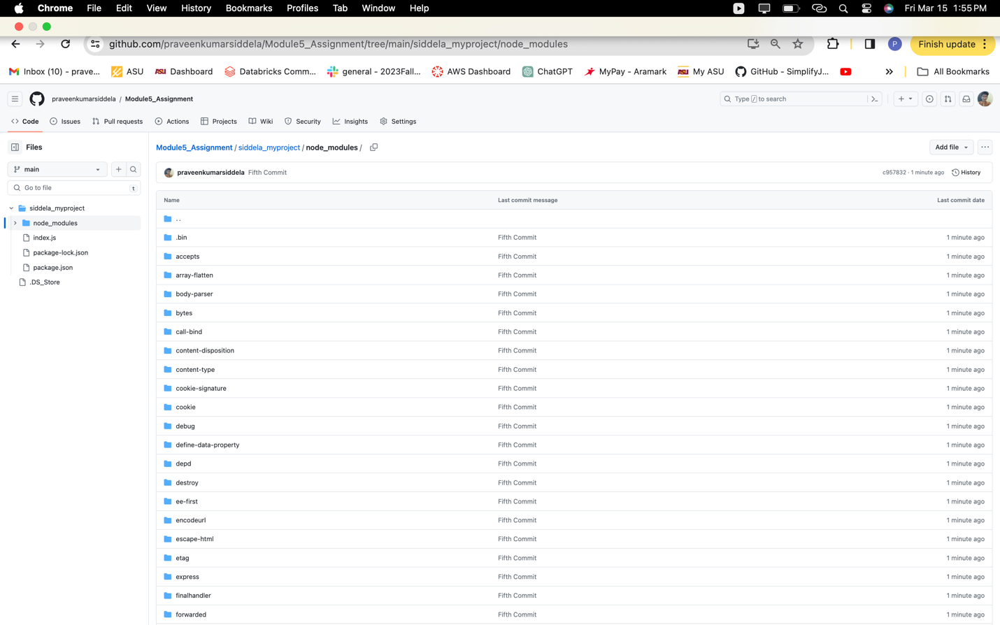 Chrome File Edit View History Bookmarks Profiles Tab Window Help Fri Mar 15 1:55 PM
github.com/praveenkumarsiddela/Module5_Assignment/tree/main/siddela_myproject/node_modules P Finish update
Inbox (10) - prave... ASU ASU Dashboard Databricks Comm... general - 2023Fall... AWS Dashboard ChatGPT MyPay - Aramark ASU My ASU GitHub - SimplifyJ... » All Bookmarks
praveenkumarsiddela / Module5_Assignment Type / to search
Code Issues Pull requests Actions Projects Wiki Security Insights Settings
Files Module5_Assignment / siddela_myproject / node_modules / Add file
main
praveenkumarsiddela Fifth Commit c957832 · 1 minute ago History
Go to file t
Name Last commit message Last commit date
siddela_myproject
node_modules
index.js
package-lock.json
package.json
.DS_Store
..
.bin Fifth Commit 1 minute ago
accepts Fifth Commit 1 minute ago
array-flatten Fifth Commit 1 minute ago
body-parser Fifth Commit 1 minute ago
bytes Fifth Commit 1 minute ago
call-bind Fifth Commit 1 minute ago
content-disposition Fifth Commit 1 minute ago
content-type Fifth Commit 1 minute ago
cookie-signature Fifth Commit 1 minute ago
cookie Fifth Commit 1 minute ago
debug Fifth Commit 1 minute ago
define-data-property Fifth Commit 1 minute ago
depd Fifth Commit 1 minute ago
destroy Fifth Commit 1 minute ago
ee-first Fifth Commit 1 minute ago
encodeurl Fifth Commit 1 minute ago
escape-html Fifth Commit 1 minute ago
etag Fifth Commit 1 minute ago
express Fifth Commit 1 minute ago
finalhandler Fifth Commit 1 minute ago
forwarded Fifth Commit 1 minute ago